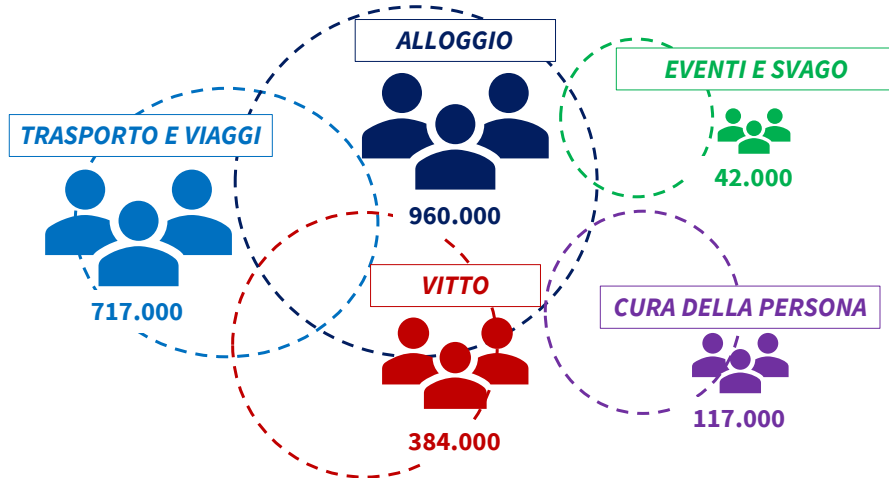 ALLOGGIO
960.000
EVENTI E SVAGO
42.000
TRASPORTO E VIAGGI
717.000
VITTO
384.000
CURA DELLA PERSONA
117.000